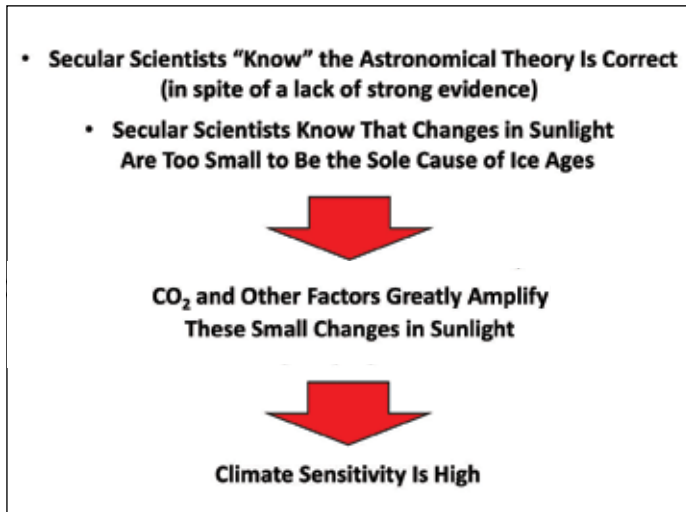 • Secular Scientists “Know” the Astronomical Theory Is Correct
(in spite of a lack of strong evidence)
• Secular Scientists Know That Changes in Sunlight
Are Too Small to Be the Sole Cause of Ice Ages
CO₂ and Other Factors Greatly Amplify
These Small Changes in Sunlight
Climate Sensitivity Is High